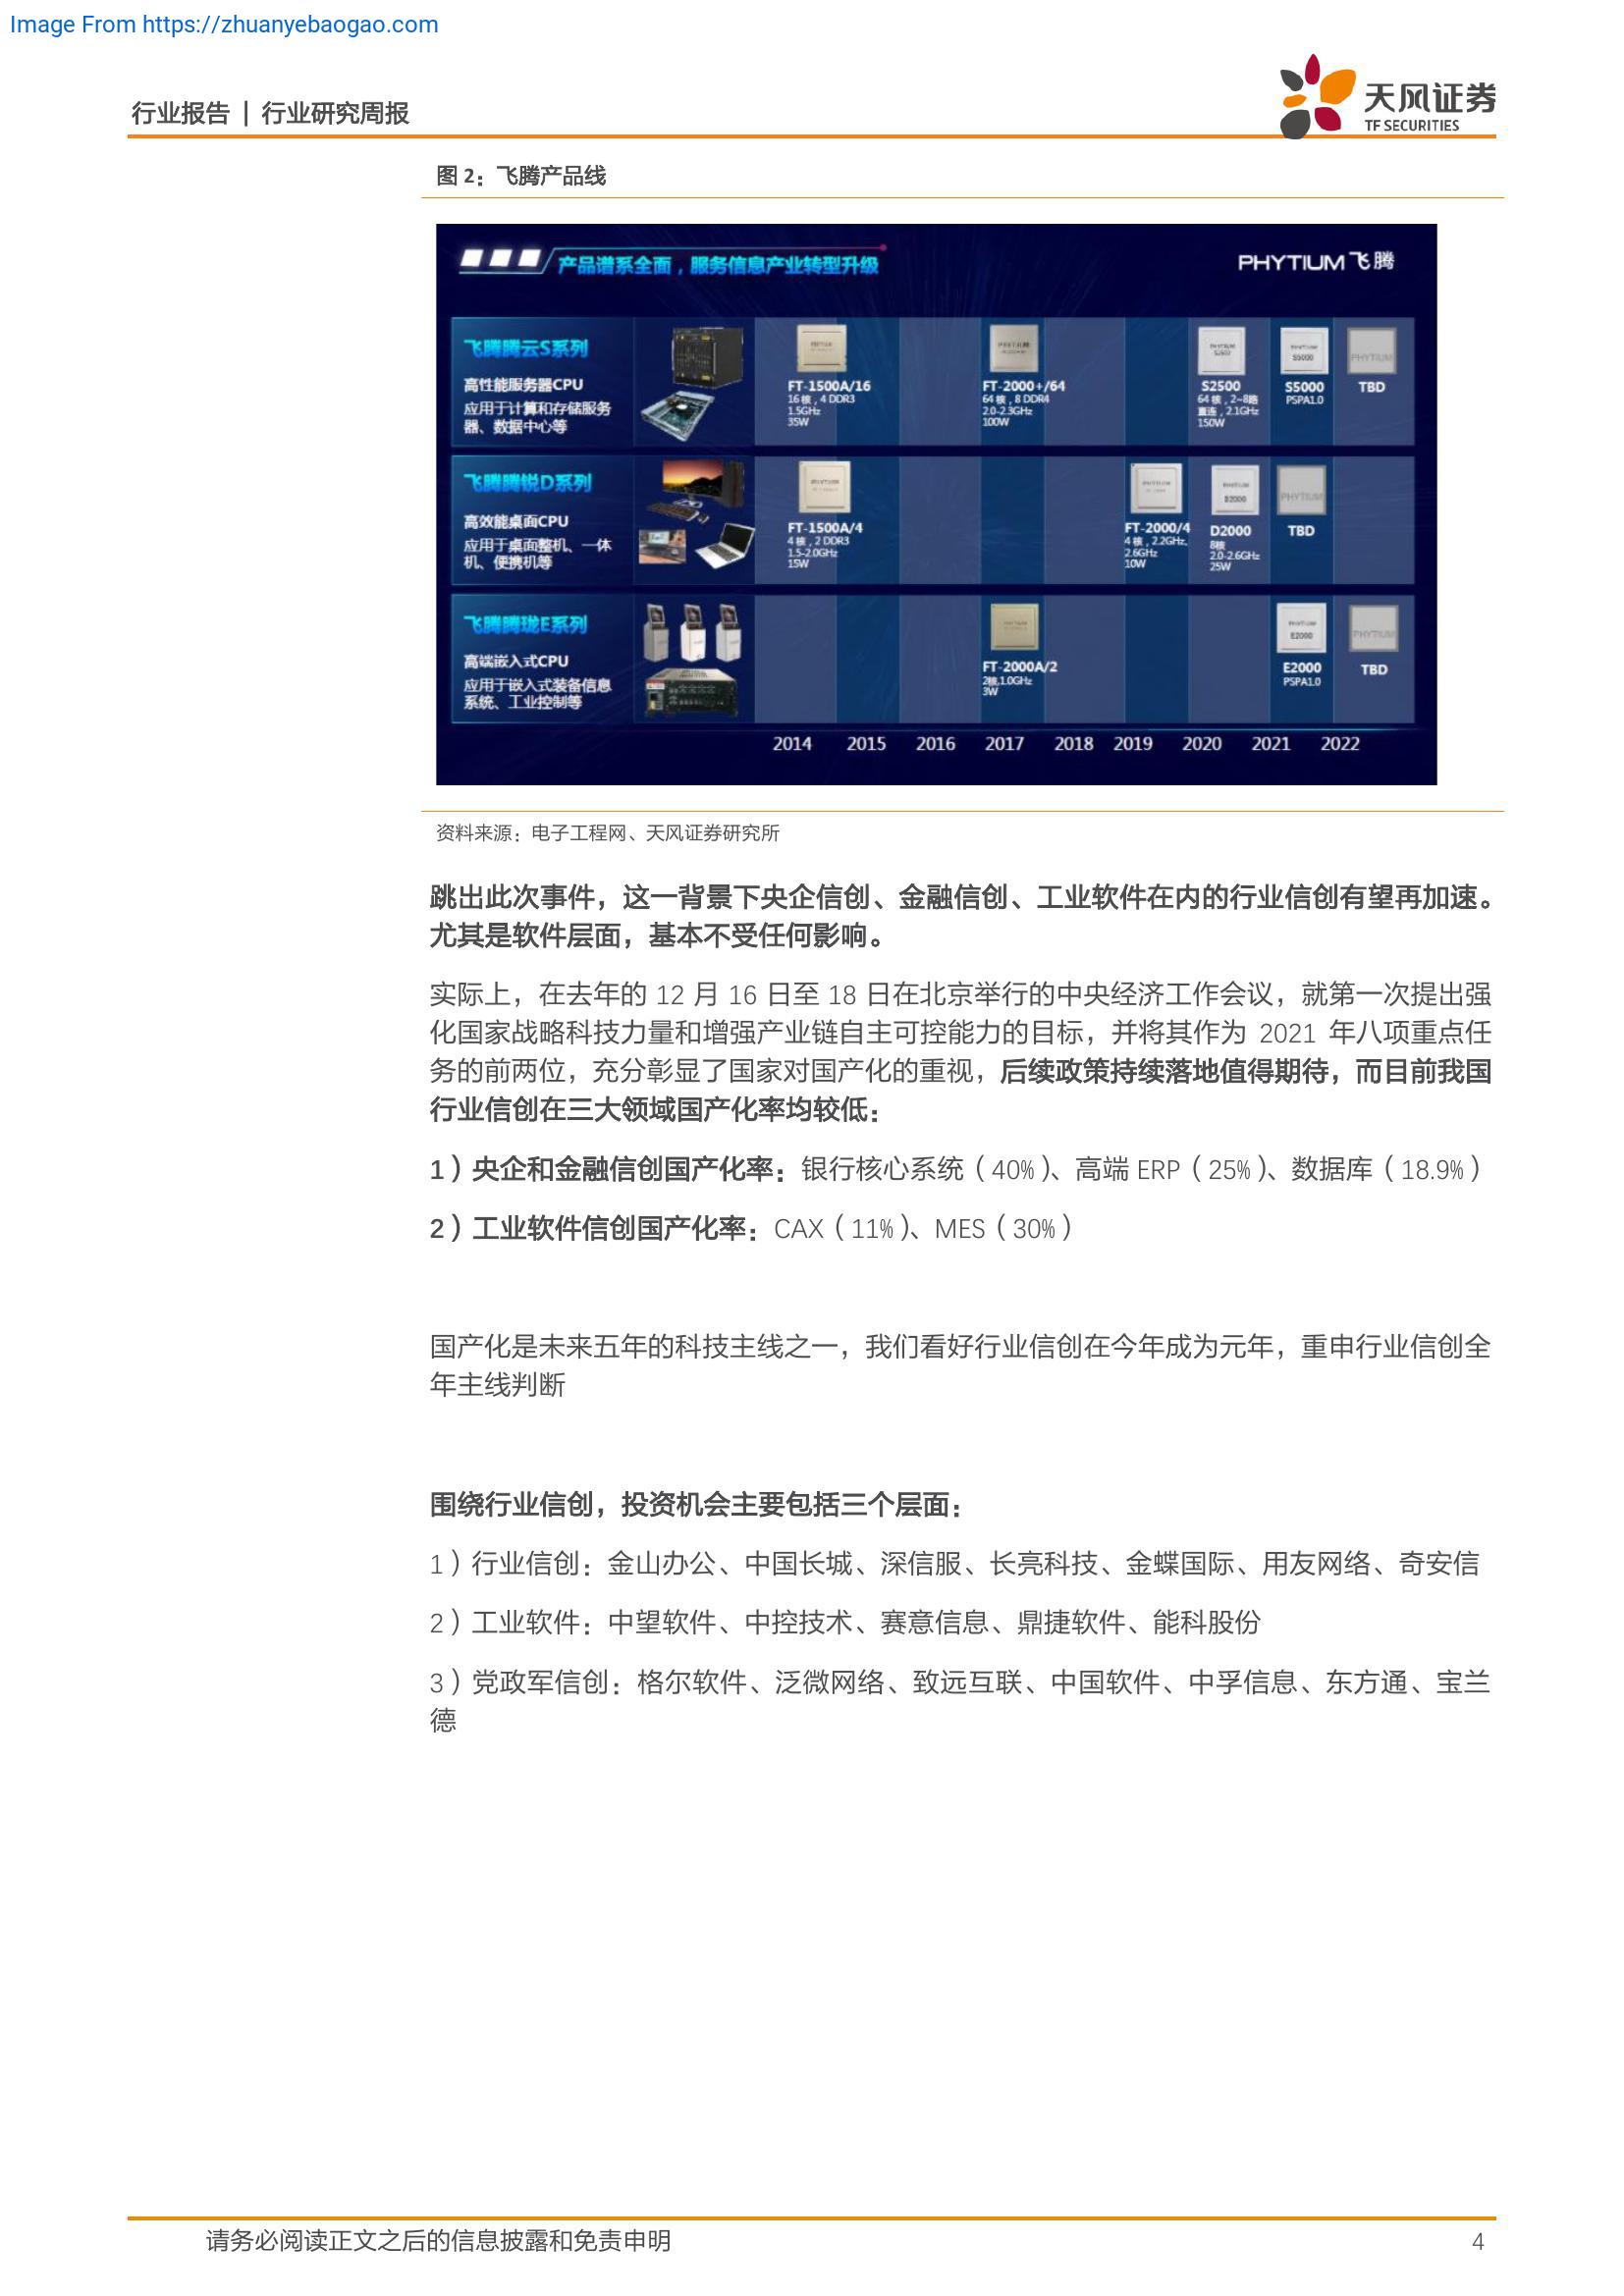 Image From https://zhuanyebaogao.com
行业报告 | 行业研究周报
天风证券
TF SECURITIES
图 2：飞腾产品线
产品谱系全面，服务信息产业转型升级
PHYTIUM飞腾
飞腾腾云S系列
高性能服务器CPU
应用于计算和存储服务
器、数据中心等
FT-1500A/16
16 核，4 DDR3
1.5GHz
35W
FT-2000+/64
64 核，8 DDR4
2.0-2.3GHz
100W
S2500
64 核，2~8路
直连，2.1GHz
150W
S5000
PSPA1.0
PHYTIUM
TBD
飞腾腾锐D系列
高效能桌面CPU
应用于桌面整机、一体
机、便携机等
FT-1500A/4
4 核，2 DDR3
1.5-2.0GHz
15W
FT-2000/4
4 核，2.2GHz,
2.6GHz
10W
D2000
8核
2.0-2.6GHz
25W
PHYTIUM
TBD
飞腾腾珑E系列
高端嵌入式CPU
应用于嵌入式装备信息
系统、工业控制等
FT-2000A/2
2核,1.0GHz
3W
E2000
E2000
PSPA1.0
PHYTIUM
TBD
2014 2015 2016 2017 2018 2019 2020 2021 2022
资料来源：电子工程网、天风证券研究所
跳出此次事件，这一背景下央企信创、金融信创、工业软件在内的行业信创有望再加速。
尤其是软件层面，基本不受任何影响。
实际上，在去年的 12 月 16 日至 18 日在北京举行的中央经济工作会议，就第一次提出强
化国家战略科技力量和增强产业链自主可控能力的目标，并将其作为 2021 年八项重点任
务的前两位，充分彰显了国家对国产化的重视，后续政策持续落地值得期待，而目前我国
行业信创在三大领域国产化率均较低：
1）央企和金融信创国产化率：银行核心系统（40%）、高端 ERP（25%）、数据库（18.9%）
2）工业软件信创国产化率：CAX（11%）、MES（30%）
国产化是未来五年的科技主线之一，我们看好行业信创在今年成为元年，重申行业信创全
年主线判断
围绕行业信创，投资机会主要包括三个层面：
1）行业信创：金山办公、中国长城、深信服、长亮科技、金蝶国际、用友网络、奇安信
2）工业软件：中望软件、中控技术、赛意信息、鼎捷软件、能科股份
3）党政军信创：格尔软件、泛微网络、致远互联、中国软件、中孚信息、东方通、宝兰
德
请务必阅读正文之后的信息披露和免责申明
4